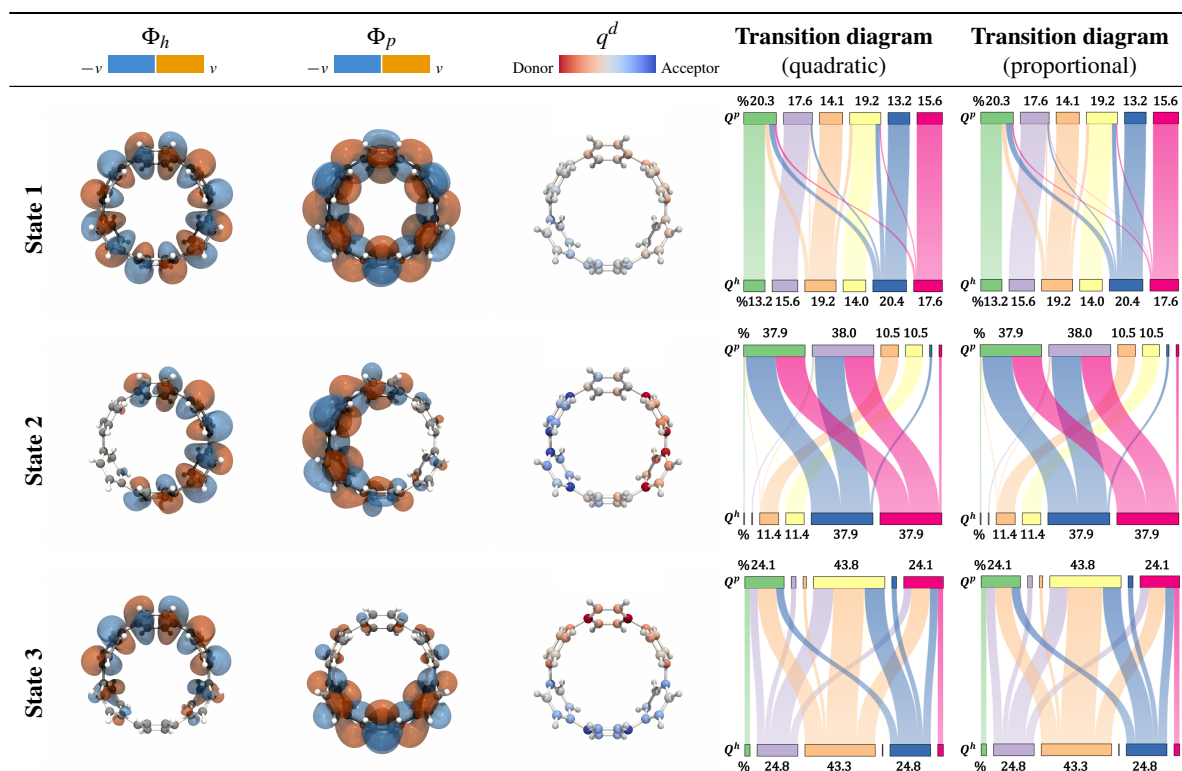 Φh Φp q^d Transition diagram Transition diagram
−v v −v v Donor Acceptor (quadratic) (proportional)
State 1
%20.3 17.6 14.1 19.2 13.2 15.6
Q^p
Q^h
%13.2 15.6 19.2 14.0 20.4 17.6
%20.3 17.6 14.1 19.2 13.2 15.6
Q^p
Q^h
%13.2 15.6 19.2 14.0 20.4 17.6
State 2
% 37.9 38.0 10.5 10.5
Q^p
Q^h
% 11.4 11.4 37.9 37.9
% 37.9 38.0 10.5 10.5
Q^p
Q^h
% 11.4 11.4 37.9 37.9
State 3
%24.1 43.8 24.1
Q^p
Q^h
% 24.8 43.3 24.8
%24.1 43.8 24.1
Q^p
Q^h
% 24.8 43.3 24.8